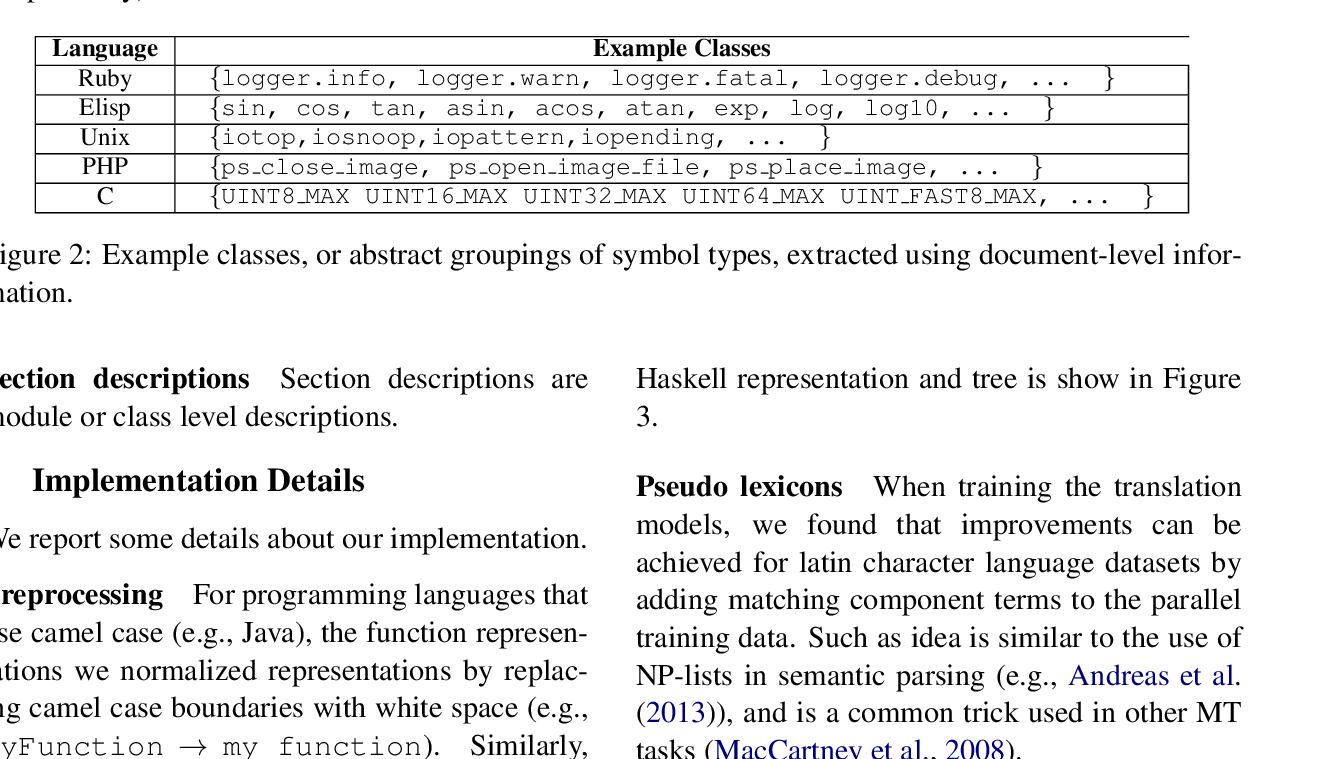 Language Example Classes
Ruby {logger.info, logger.warn, logger.fatal, logger.debug, ... }
Elisp {sin, cos, tan, asin, acos, atan, exp, log, log10, ... }
Unix {iotop,iosnoop,iopattern,iopending, ... }
PHP {ps_close_image, ps_open_image_file, ps_place_image, ... }
C {UINT8_MAX UINT16_MAX UINT32_MAX UINT64_MAX UINT_FAST8_MAX, ... }
igure 2: Example classes, or abstract groupings of symbol types, extracted using document-level infor-
nation.
ection descriptions Section descriptions are
nodule or class level descriptions.
Implementation Details
We report some details about our implementation.
reprocessing For programming languages that
se camel case (e.g., Java), the function represen-
ations we normalized representations by replac-
ng camel case boundaries with white space (e.g.,
yFunction → my function). Similarly,
Haskell representation and tree is show in Figure
3.
Pseudo lexicons When training the translation
models, we found that improvements can be
achieved for latin character language datasets by
adding matching component terms to the parallel
training data. Such as idea is similar to the use of
NP-lists in semantic parsing (e.g., Andreas et al.
(2013)), and is a common trick used in other MT
tasks (MacCartney et al., 2008).